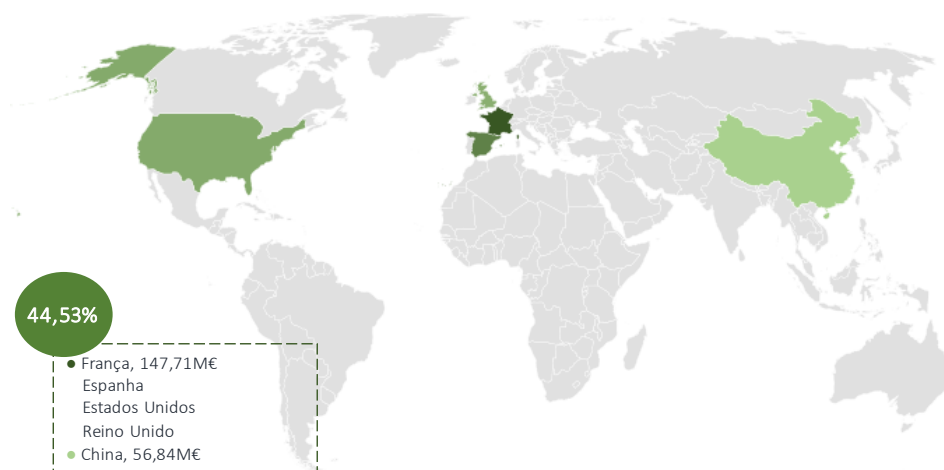 44,53%
França, 147,71M€
Espanha
Estados Unidos
Reino Unido
China, 56,84M€